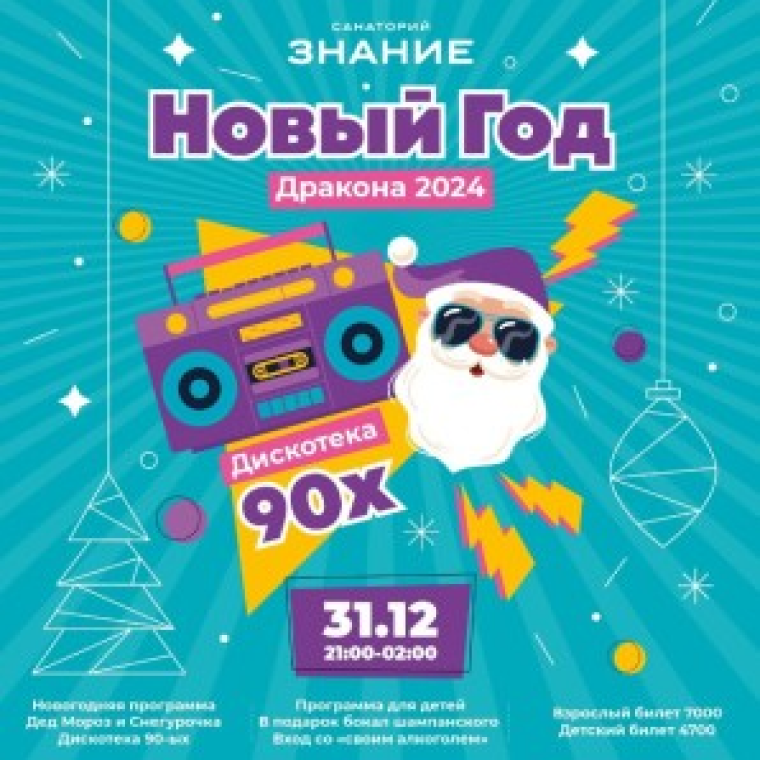 САНАТОРИЙ
ЗНАНИЕ
Новый Год
Дракона 2024
Дискотека
90х
31.12
21:00-02:00
Новогодняя программа
Дед Мороз и Снегурочка
Дискотека 90-ых
Программа для детей
В подарок бокал шампанского
Вход со «своим алкоголем»
Взрослый билет 7000
Детский билет 4700